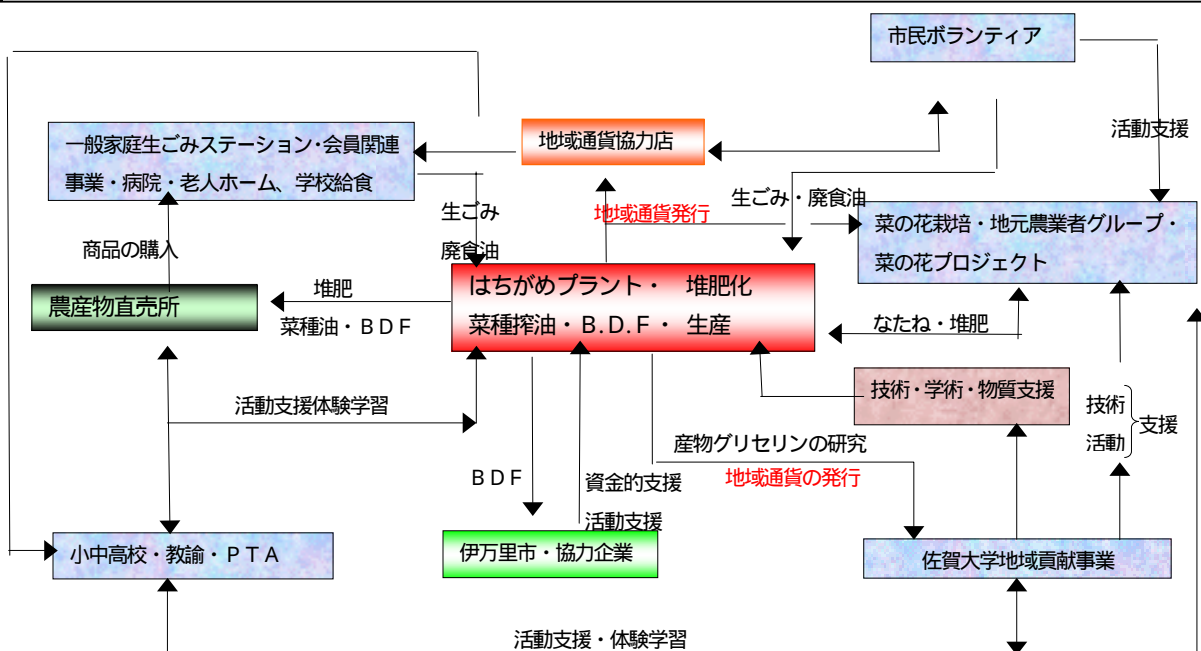 市民ボランティア
活動支援
一般家庭生ごみステーション・会員関連
事業・病院・老人ホーム、学校給食
地域通貨協力店
生ごみ
廃食油
地域通貨発行
生ごみ・廃食油
菜の花栽培・地元農業者グループ・
菜の花プロジェクト
商品の購入
農産物直売所
堆肥
菜種油・ＢＤＦ
はちがめプラント・ 堆肥化
菜種搾油・Ｂ.Ｄ.Ｆ・ 生産
なたね・堆肥
技術・学術・物質支援
技術
活動
支援
活動支援体験学習
産物グリセリンの研究
地域通貨の発行
ＢＤＦ
資金的支援
活動支援
小中高校・教諭・ＰＴＡ
伊万里市・協力企業
佐賀大学地域貢献事業
活動支援・体験学習